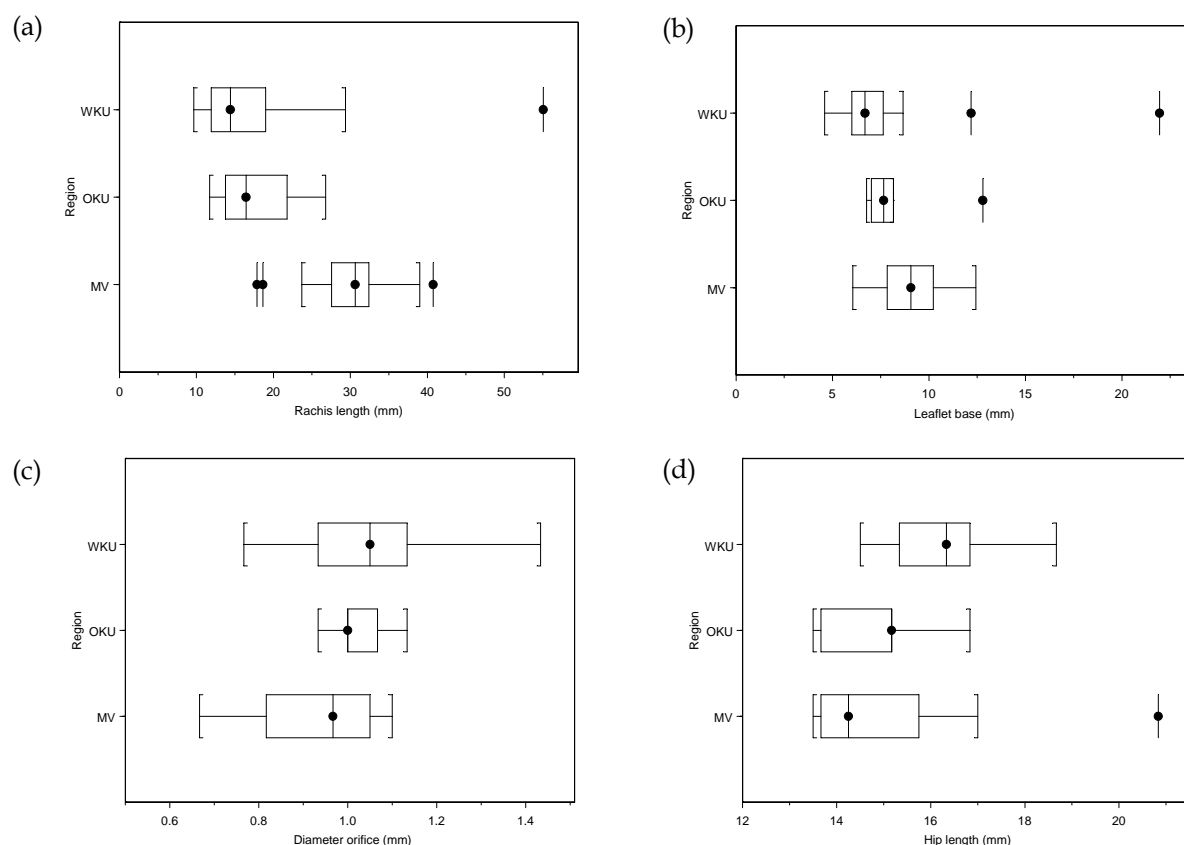 (a)
WKU
OKU
MV
Region
0 10 20 30 40 50
Rachis length (mm)
(b)
WKU
OKU
MV
Region
0 5 10 15 20
Leaflet base (mm)
(c)
WKU
OKU
MV
Region
0.6 0.8 1.0 1.2 1.4
Diameter orifice (mm)
(d)
WKU
OKU
MV
Region
12 14 16 18 20
Hip length (mm)